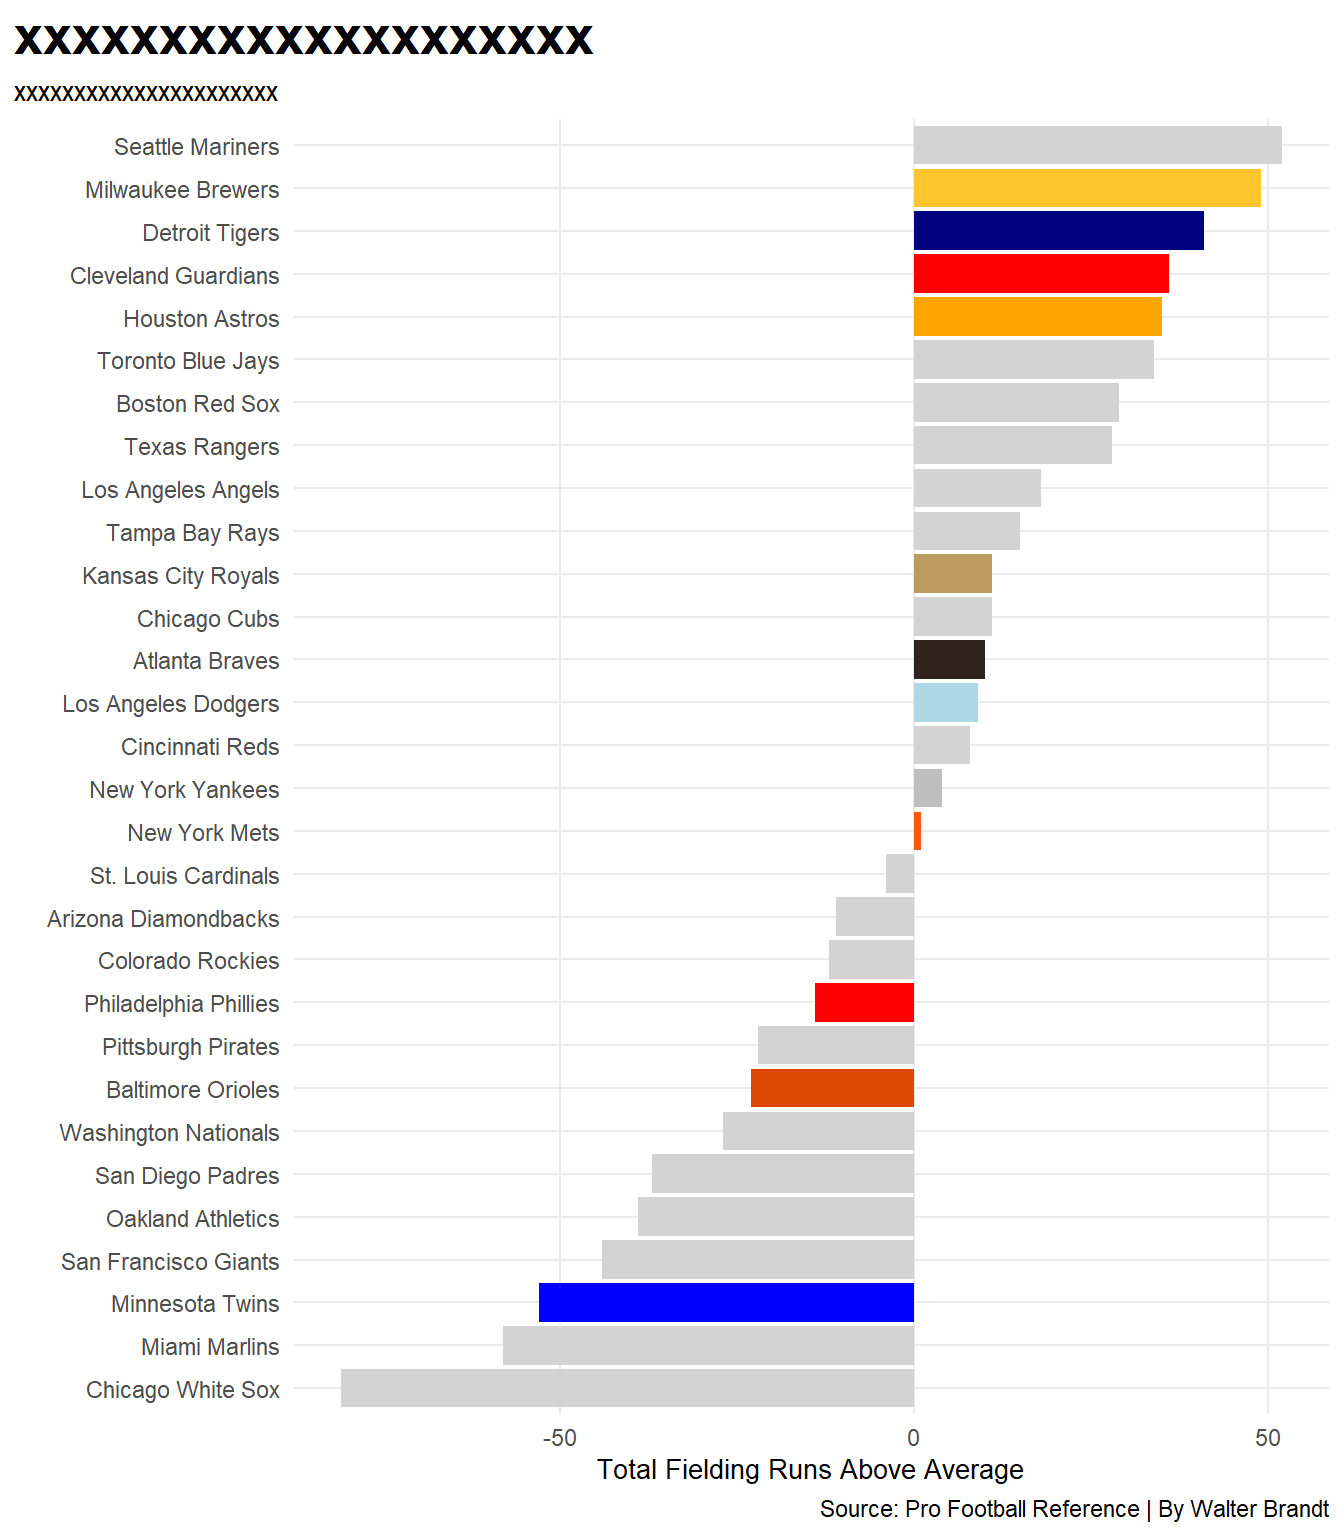 xxxxxxxxxxxxxxxxxxxx
xxxxxxxxxxxxxxxxxxxxxx
Seattle Mariners
Milwaukee Brewers
Detroit Tigers
Cleveland Guardians
Houston Astros
Toronto Blue Jays
Boston Red Sox
Texas Rangers
Los Angeles Angels
Tampa Bay Rays
Kansas City Royals
Chicago Cubs
Atlanta Braves
Los Angeles Dodgers
Cincinnati Reds
New York Yankees
New York Mets
St. Louis Cardinals
Arizona Diamondbacks
Colorado Rockies
Philadelphia Phillies
Pittsburgh Pirates
Baltimore Orioles
Washington Nationals
San Diego Padres
Oakland Athletics
San Francisco Giants
Minnesota Twins
Miami Marlins
Chicago White Sox
-50 0 50
Total Fielding Runs Above Average
Source: Pro Football Reference | By Walter Brandt